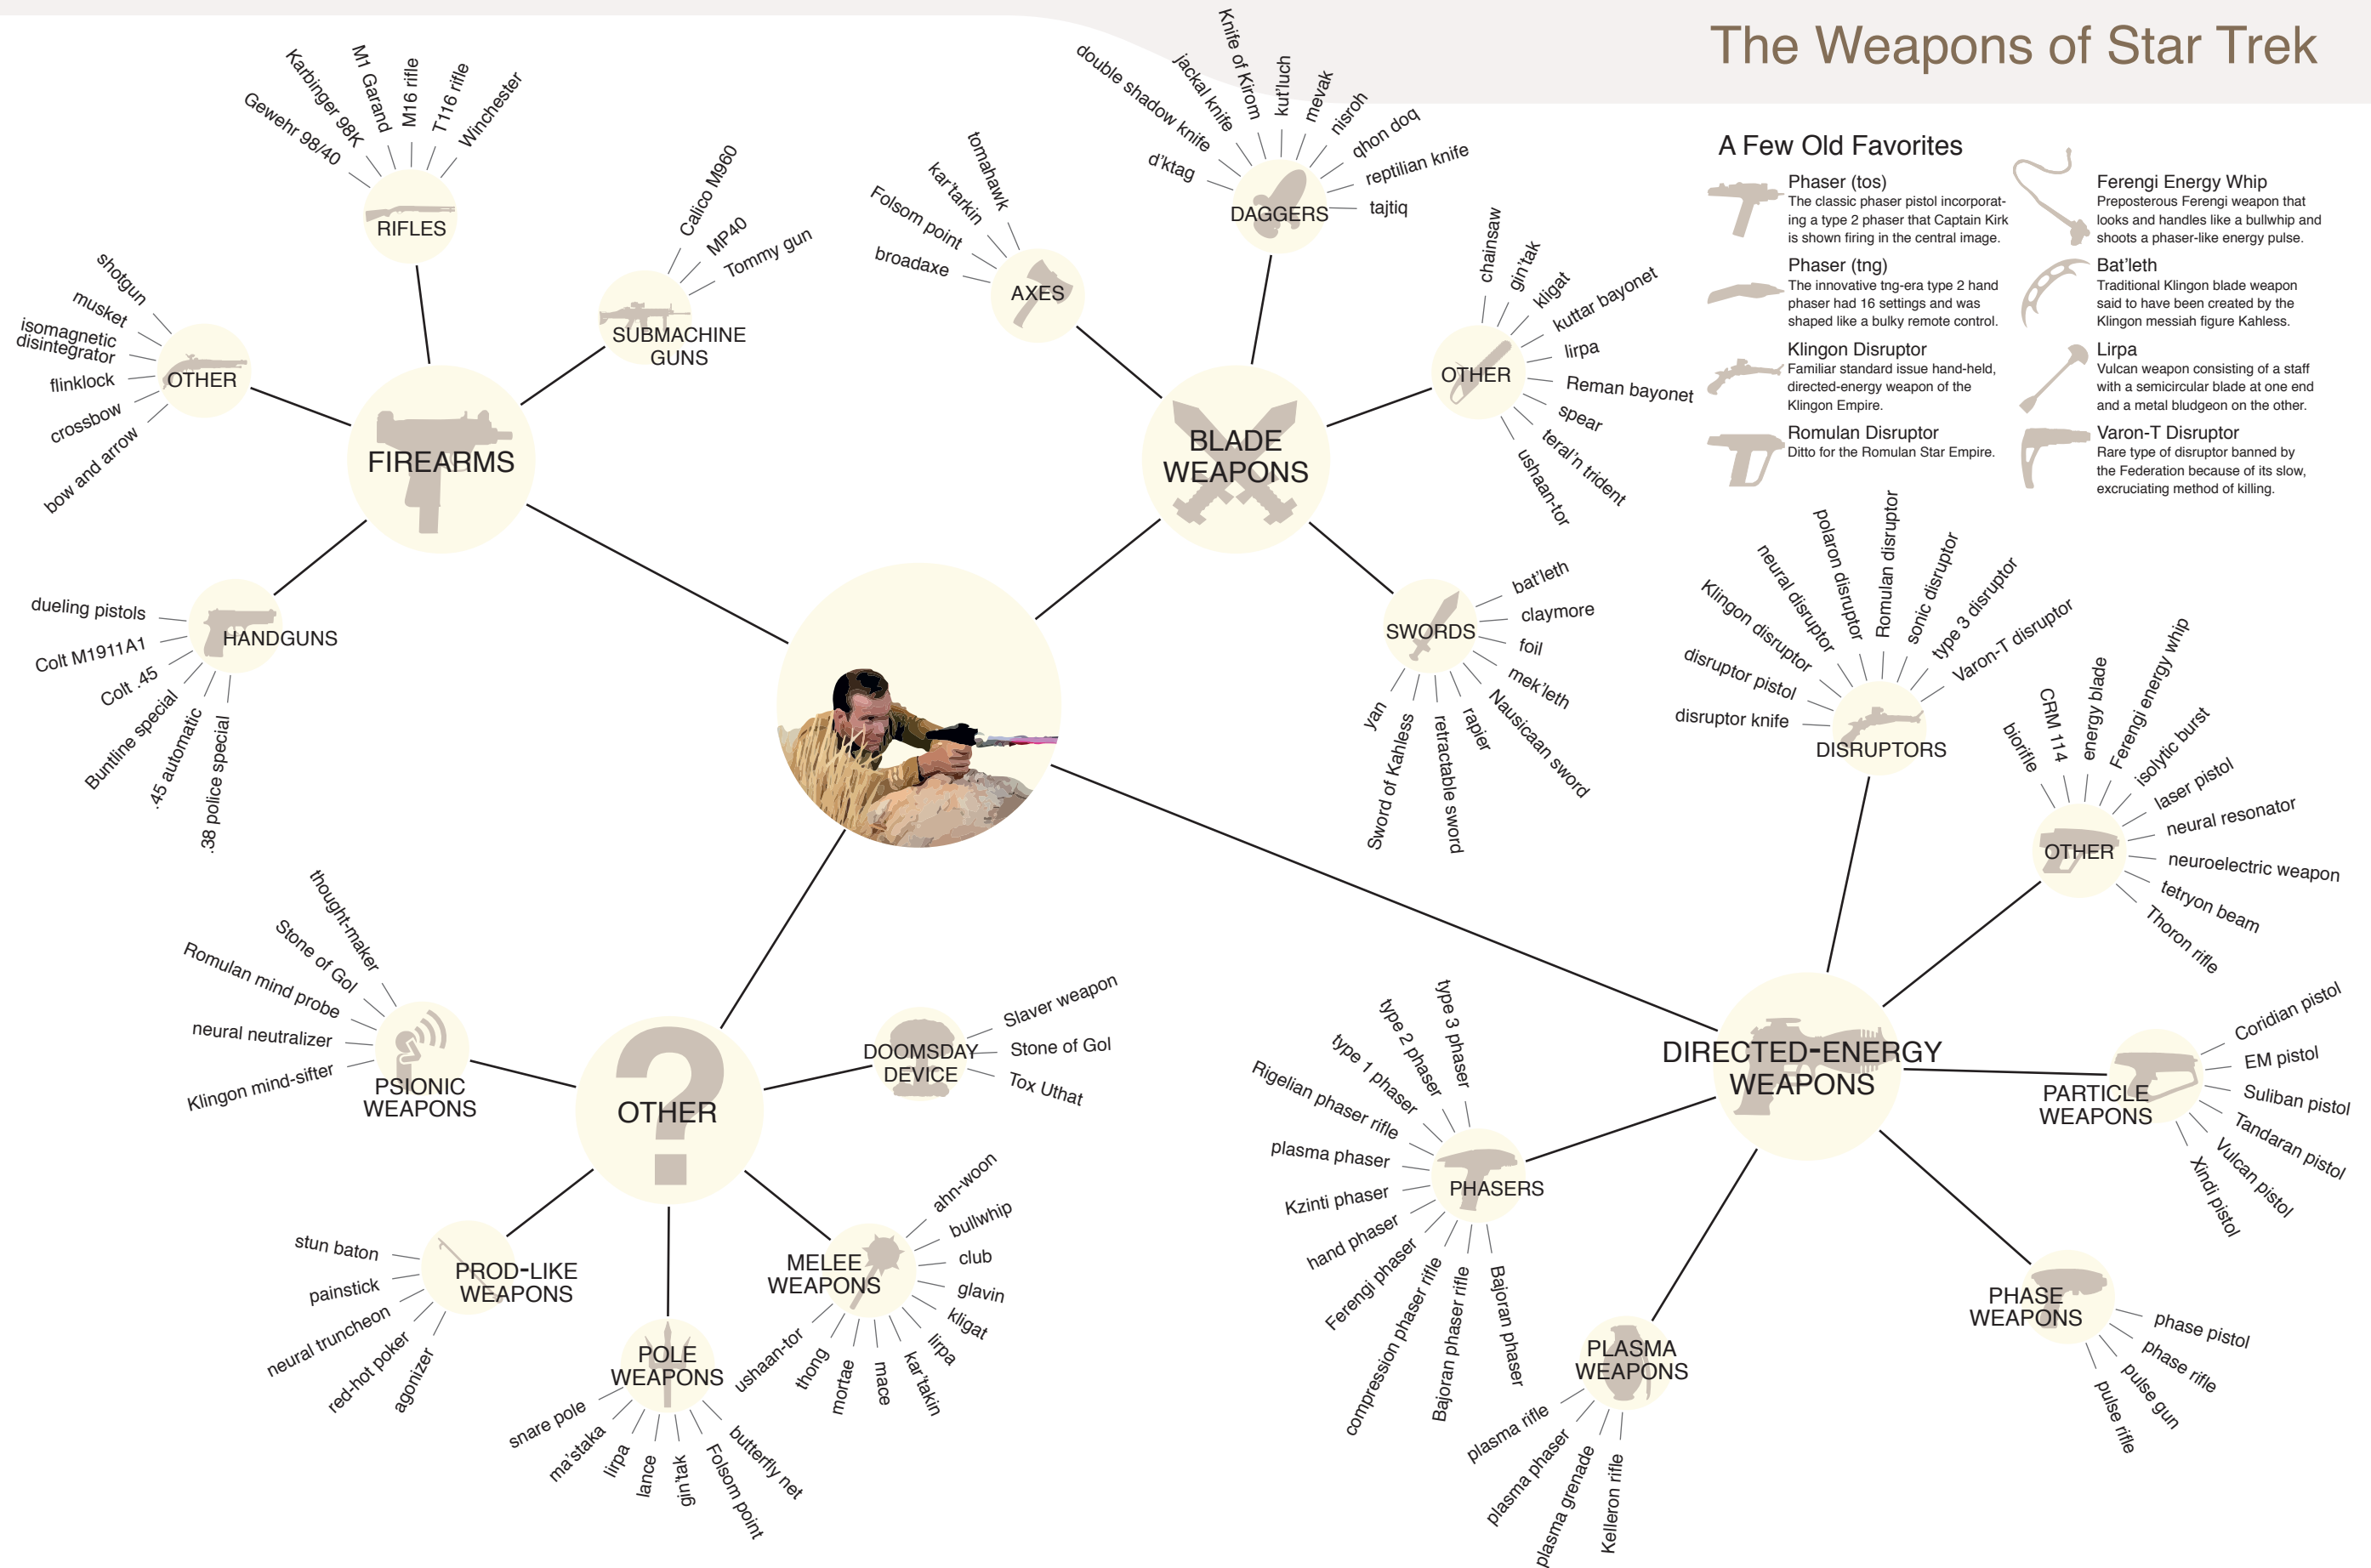 The Weapons of Star Trek
A Few Old Favorites
Phaser (tos)
The classic phaser pistol incorporat-
ing a type 2 phaser that Captain Kirk
is shown firing in the central image.
Phaser (tng)
The innovative tng-era type 2 hand
phaser had 16 settings and was
shaped like a bulky remote control.
Klingon Disruptor
Familiar standard issue hand-held,
directed-energy weapon of the
Klingon Empire.
Romulan Disruptor
Ditto for the Romulan Star Empire.
Ferengi Energy Whip
Preposterous Ferengi weapon that
looks and handles like a bullwhip and
shoots a phaser-like energy pulse.
Bat'leth
Traditional Klingon blade weapon
said to have been created by the
Klingon messiah figure Kahless.
Lirpa
Vulcan weapon consisting of a staff
with a semicircular blade at one end
and a metal bludgeon on the other.
Varon-T Disruptor
Rare type of disruptor banned by
the Federation because of its slow,
excruciating method of killing.
FIREARMS
RIFLES
Gewehr 98/40
Karbinger 98K
M1 Garand
M16 rifle
T116 rifle
Winchester
SUBMACHINE
GUNS
Calico M960
MP40
Tommy gun
OTHER
shotgun
musket
isomagnetic
disintegrator
flinklock
crossbow
bow and arrow
HANDGUNS
dueling pistols
Colt M1911A1
Colt .45
Buntline special
.45 automatic
.38 police special
BLADE
WEAPONS
AXES
broadaxe
Folsom point
kar'tarkin
tomahawk
DAGGERS
d'ktag
double shadow knife
jackal knife
Knife of Kirom
kut'luch
mevak
nisroh
qhon doq
reptilian knife
tajtiq
OTHER
chainsaw
gin'tak
kligat
kuttar bayonet
lirpa
Reman bayonet
spear
teral'n trident
ushaan-tor
SWORDS
bat'leth
claymore
foil
mek'leth
Nausicaan sword
rapier
retractable sword
Sword of Kahless
yan
OTHER
PSIONIC
WEAPONS
thought-maker
Stone of Gol
Romulan mind probe
neural neutralizer
Klingon mind-sifter
DOOMSDAY
DEVICE
Slaver weapon
Stone of Gol
Tox Uthat
PROD-LIKE
WEAPONS
stun baton
painstick
neural truncheon
red-hot poker
agonizer
POLE
WEAPONS
snare pole
ma'staka
lirpa
lance
gin'tak
Folsom point
butterfly net
MELEE
WEAPONS
ahn-woon
bullwhip
club
glavin
kligat
lirpa
kar'takin
mace
mortae
thong
ushaan-tor
DIRECTED-ENERGY
WEAPONS
DISRUPTORS
disruptor knife
disruptor pistol
Klingon disruptor
neural disruptor
polaron disruptor
Romulan disruptor
sonic disruptor
type 3 disruptor
Varon-T disruptor
OTHER
biorifle
CRM 114
energy blade
Ferengi energy whip
isolytic burst
laser pistol
neural resonator
neuroelectric weapon
tetryon beam
Thoron rifle
PARTICLE
WEAPONS
Coridian pistol
EM pistol
Suliban pistol
Tandaran pistol
Vulcan pistol
Xindi pistol
PHASE
WEAPONS
phase pistol
phase rifle
pulse gun
pulse rifle
PLASMA
WEAPONS
plasma rifle
plasma phaser
plasma grenade
Kelleron rifle
PHASERS
type 3 phaser
type 2 phaser
type 1 phaser
Rigelian phaser rifle
plasma phaser
Kzinti phaser
hand phaser
Ferengi phaser
compression phaser rifle
Bajoran phaser rifle
Bajoran phaser